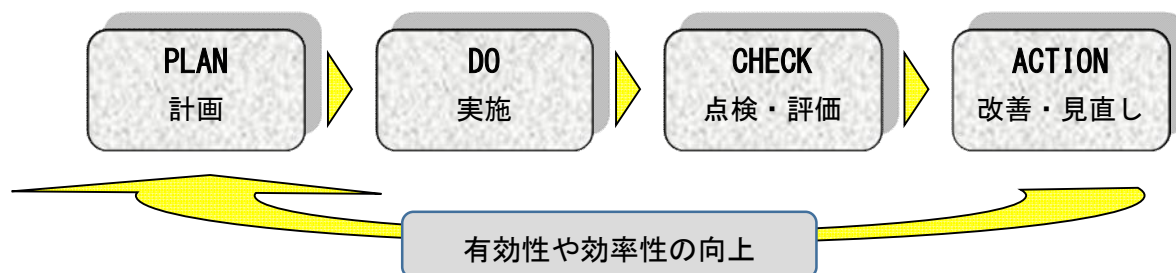 PLAN
計画
DO
実施
CHECK
点検・評価
ACTION
改善・見直し
有効性や効率性の向上